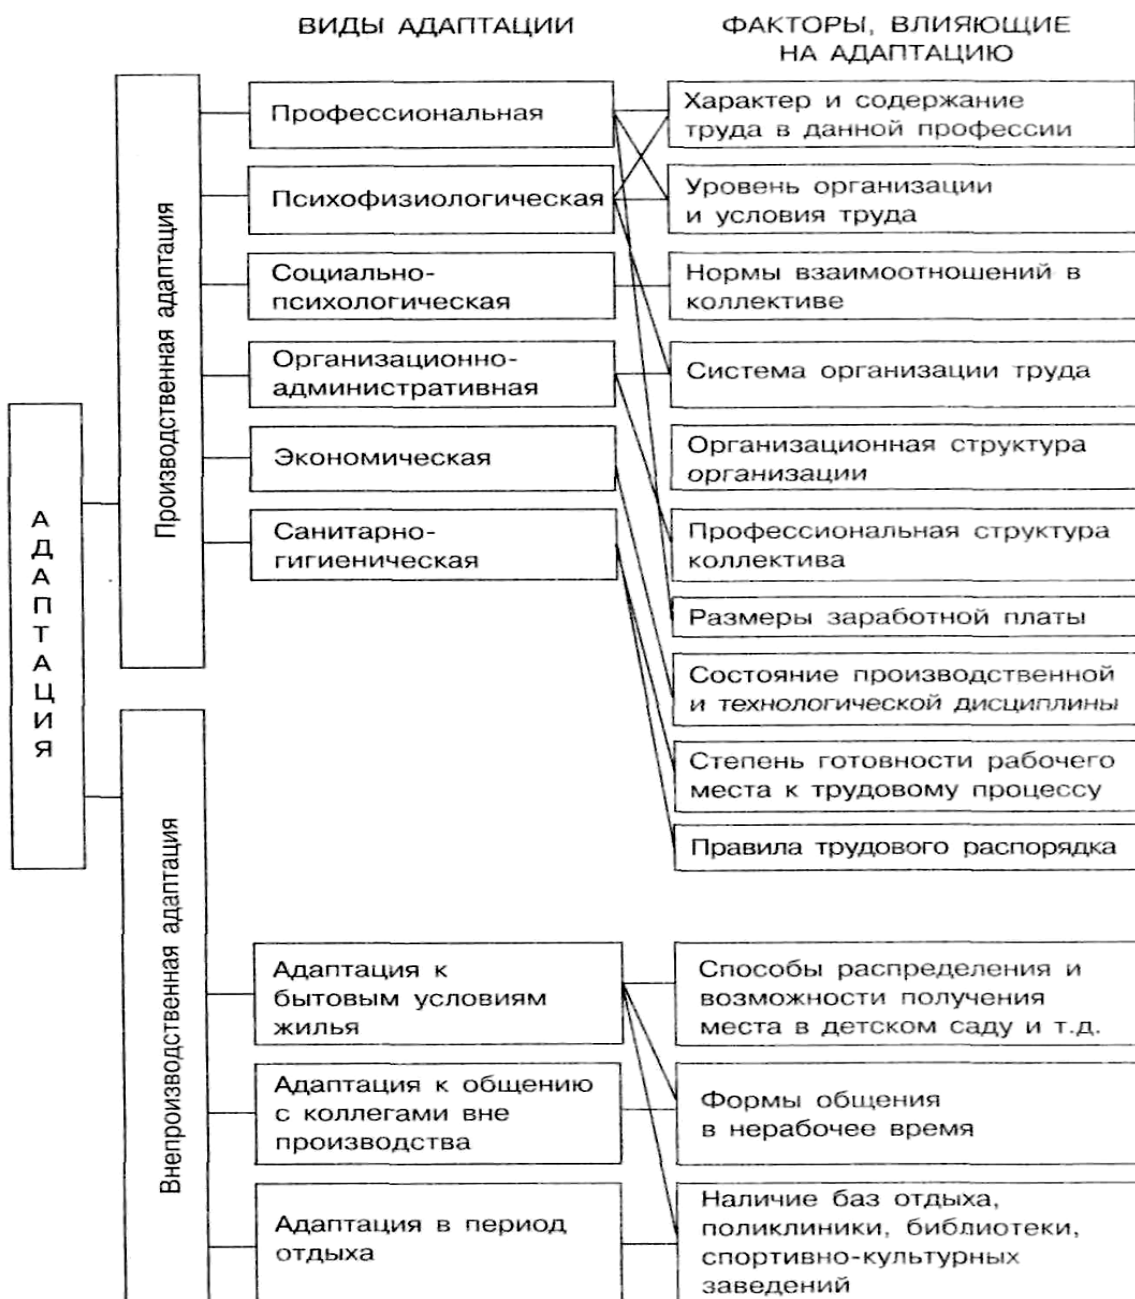 ВИДЫ АДАПТАЦИИ
ФАКТОРЫ, ВЛИЯЮЩИЕ
НА АДАПТАЦИЮ
АДАПТАЦИЯ
Производственная адаптация
Профессиональная
Психофизиологическая
Социально-
психологическая
Организационно-
административная
Экономическая
Санитарно-
гигиеническая
Характер и содержание
труда в данной профессии
Уровень организации
и условия труда
Нормы взаимоотношений в
коллективе
Система организации труда
Организационная структура
организации
Профессиональная структура
коллектива
Размеры заработной платы
Состояние производственной
и технологической дисциплины
Степень готовности рабочего
места к трудовому процессу
Правила трудового распорядка
Внепроизводственная адаптация
Адаптация к
бытовым условиям
жилья
Адаптация к общению
с коллегами вне
производства
Адаптация в период
отдыха
Способы распределения и
возможности получения
места в детском саду и т.д.
Формы общения
в нерабочее время
Наличие баз отдыха,
поликлиники, библиотеки,
спортивно-культурных
заведений